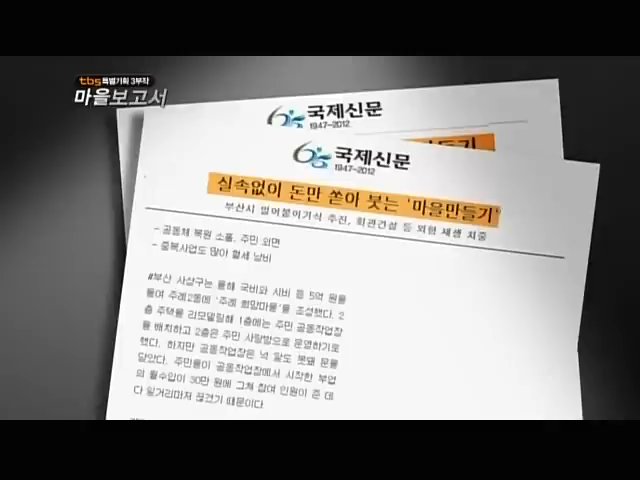 tbs 특별기획 3부작
마을보고서
65 국제신문
1947-2012
65 국제신문
1947-2012
실속없이 돈만 쏟아 붓는 '마을만들기'
부산시 밀어붙이기식 추진, 회관건설 등 외형 재생 치중
- 공동체 복원 소홀, 주민 외면
- 중복사업도 많아 혈세 낭비
#부산 사상구는 올해 국비와 시비 등 5억 원을
들여 주례2동에 '주례 희망마을'을 조성했다. 2
층 주택을 리모델링해 1층에는 주민 공동작업장
을 배치하고 2층은 주민 사랑방으로 운영하기로
했다. 하지만 공동작업장은 넉 달도 못돼 문을
닫았다. 주민들이 공동작업장에서 시작한 부업
의 월수입이 30만 원에 그쳐 참여 인원이 준 데
다 일거리마저 끊겼기 때문이다.